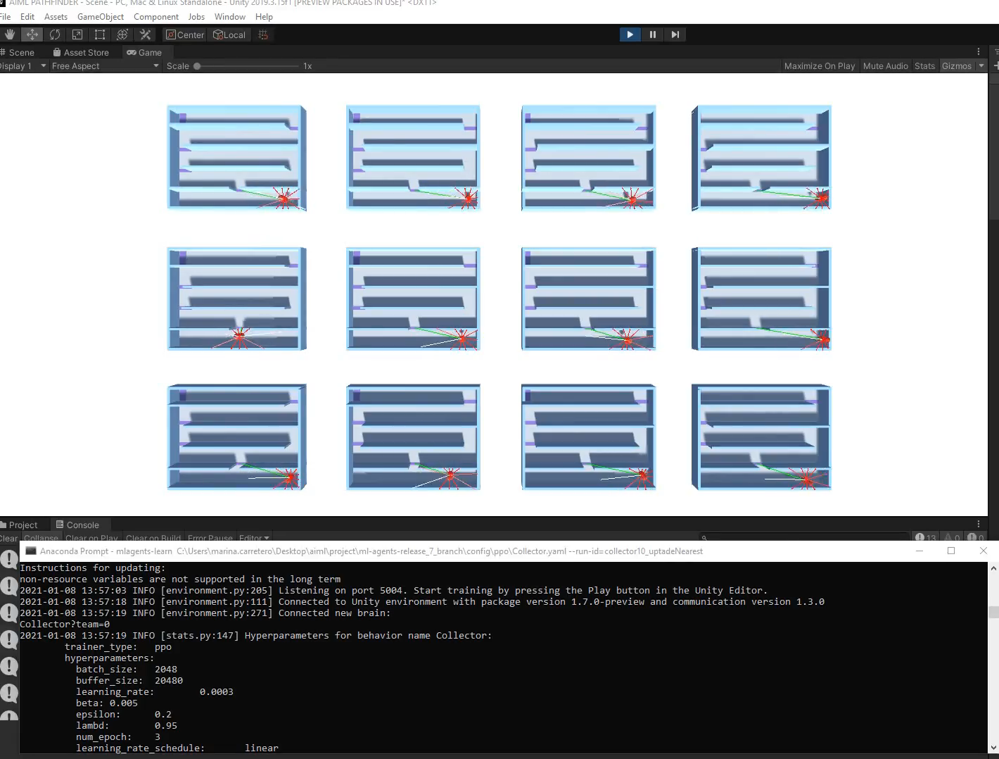 AIML PATHFINDER - Scene - PC, Mac & Linux Standalone - Unity 2019.3.15f1 [PREVIEW PACKAGES IN USE]* <DX11>
File Edit Assets GameObject Component Jobs Window Help
Center Local
Scene Asset Store Game
Display 1 Free Aspect Scale 1x Maximize On Play Mute Audio Stats Gizmos
Project Console
Clear Collapse Clear on Play Clear on Build Error Pause Editor 13 0 0
Anaconda Prompt - mlagents-learn C:\Users\marina.carretero\Desktop\aiml\project\ml-agents-release_7_branch\config\ppo\Collector.yaml --run-id=collector10_uptadeNearest
Instructions for updating:
non-resource variables are not supported in the long term
2021-01-08 13:57:03 INFO [environment.py:205] Listening on port 5004. Start training by pressing the Play button in the Unity Editor.
2021-01-08 13:57:18 INFO [environment.py:111] Connected to Unity environment with package version 1.7.0-preview and communication version 1.3.0
2021-01-08 13:57:19 INFO [environment.py:271] Connected new brain:
Collector?team=0
2021-01-08 13:57:19 INFO [stats.py:147] Hyperparameters for behavior name Collector:
trainer_type: ppo
hyperparameters:
batch_size: 2048
buffer_size: 20480
learning_rate: 0.0003
beta: 0.005
epsilon: 0.2
lambd: 0.95
num_epoch: 3
learning_rate_schedule: linear